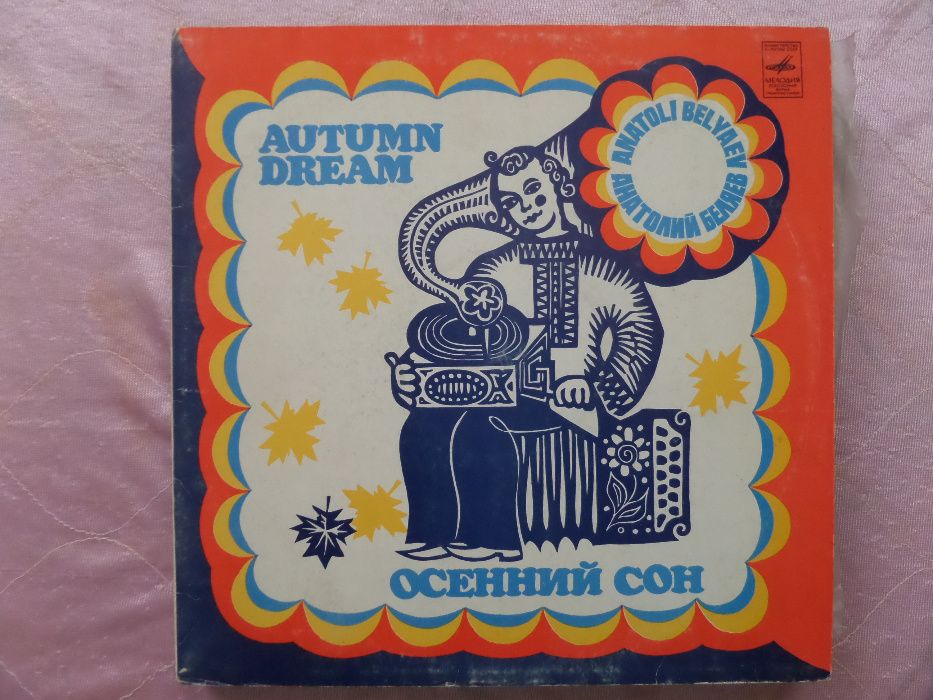 AUTUMN
DREAM
МЕЛОДИЯ
ANATOLI BELYAEV
АНАТОЛИЙ БЕЛЯЕВ
ОСЕННИЙ СОН